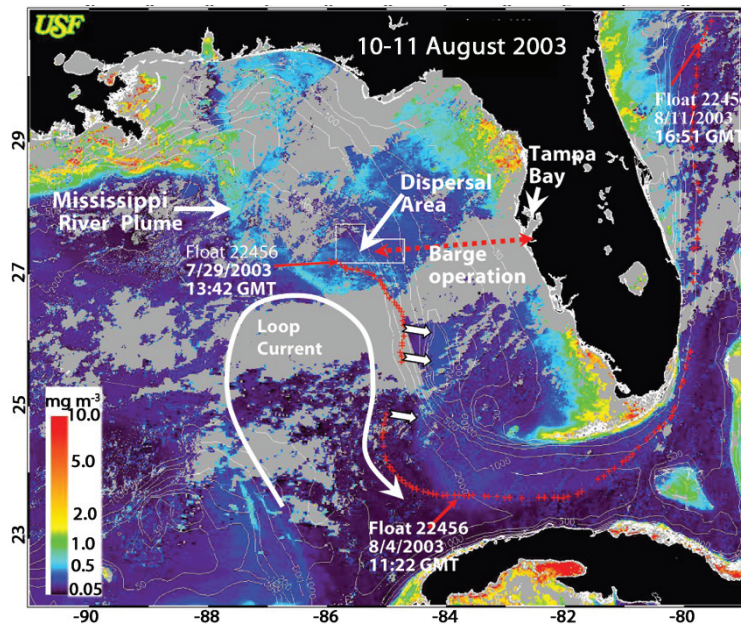 USF
10-11 August 2003
Float 22456
8/11/2003
16:51 GMT
29
Tampa
Bay
Dispersal
Area
Mississippi
River Plume
Float 22456
7/29/2003
13:42 GMT
27
Barge
operation
Loop
Current
25
mg m-3
10.0
5.0
2.0
1.0
0.5
0.05
23
Float 22456
8/4/2003
11:22 GMT
-90
-88
-86
-84
-82
-80